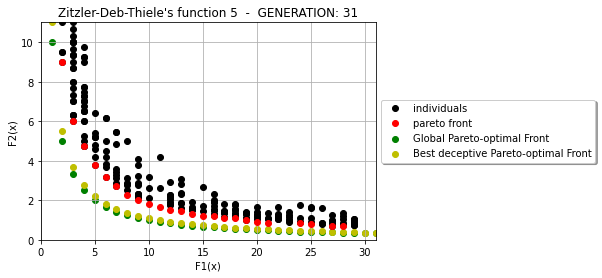 Zitzler-Deb-Thiele's function 5 - GENERATION: 31
10
8
6
4
2
0
F2(x)
0 5 10 15 20 25 30
F1(x)
individuals
pareto front
Global Pareto-optimal Front
Best deceptive Pareto-optimal Front